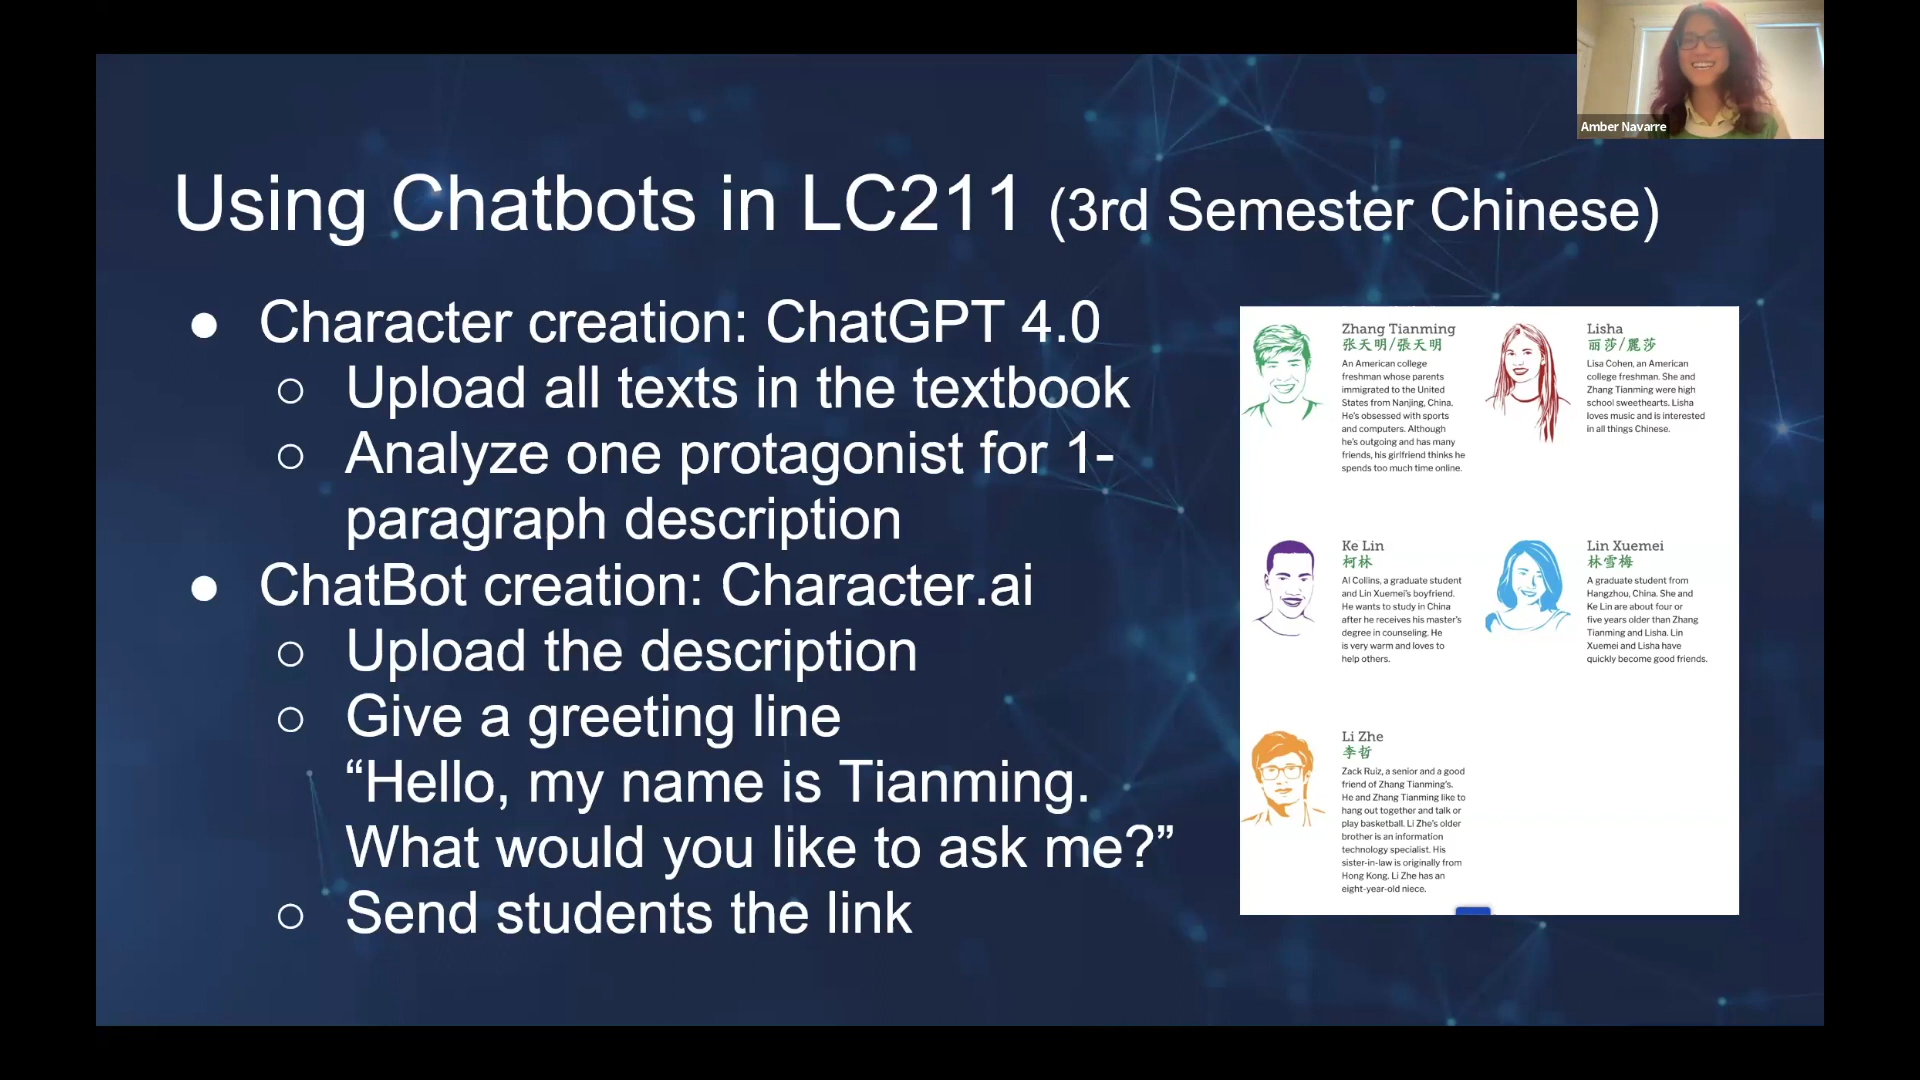 Amber Navarre
Using Chatbots in LC211 (3rd Semester Chinese)
● Character creation: ChatGPT 4.0
○ Upload all texts in the textbook
○ Analyze one protagonist for 1-
paragraph description
● ChatBot creation: Character.ai
○ Upload the description
○ Give a greeting line
“Hello, my name is Tianming.
What would you like to ask me?”
○ Send students the link
Zhang Tianming
张天明/張天明
An American college
freshman whose parents
immigrated to the United
States from Nanjing, China.
He's obsessed with sports
and computers. Although
he's outgoing and has many
friends, his girlfriend thinks he
spends too much time online.
Lisha
丽莎/麗莎
Lisa Cohen, an American
college freshman. She and
Zhang Tianming were high
school sweethearts. Lisha
loves music and is interested
in all things Chinese.
Ke Lin
柯林
Al Collins, a graduate student
and Lin Xuemei's boyfriend.
He wants to study in China
after he receives his master's
degree in counseling. He
is very warm and loves to
help others.
Lin Xuemei
林雪梅
A graduate student from
Hangzhou, China. She and
Ke Lin are about four or
five years older than Zhang
Tianming and Lisha. Lin
Xuemei and Lisha have
quickly become good friends.
Li Zhe
李哲
Zack Ruiz, a senior and a good
friend of Zhang Tianming's.
He and Zhang Tianming like to
hang out together and talk or
play basketball. Li Zhe's older
brother is an information
technology specialist. His
sister-in-law is originally from
Hong Kong. Li Zhe has an
eight-year-old niece.